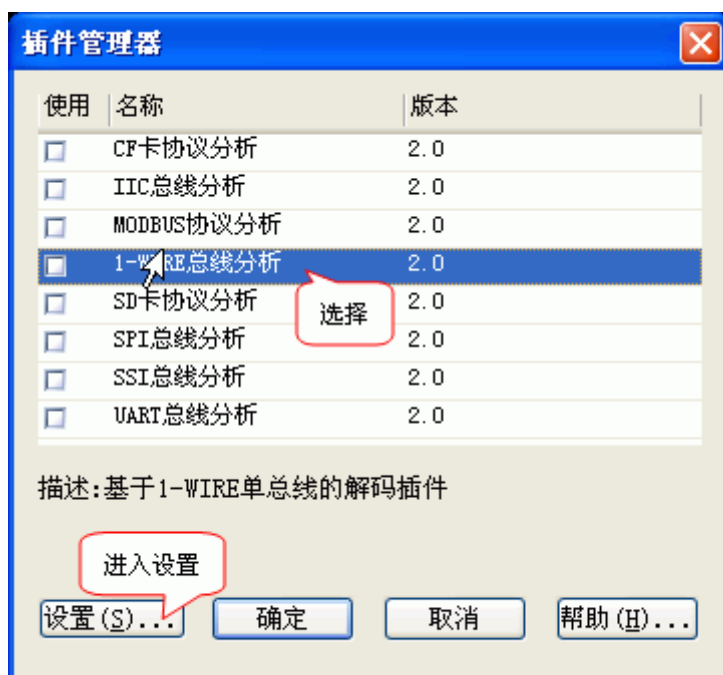 插件管理器
使用 名称 版本
CF卡协议分析 2.0
IIC总线分析 2.0
MODBUS协议分析 2.0
1-WIRE总线分析 2.0
SD卡协议分析 2.0
选择
SPI总线分析 2.0
SSI总线分析 2.0
UART总线分析 2.0
描述:基于1-WIRE单总线的解码插件
进入设置
设置(S)... 确定 取消 帮助(H)...